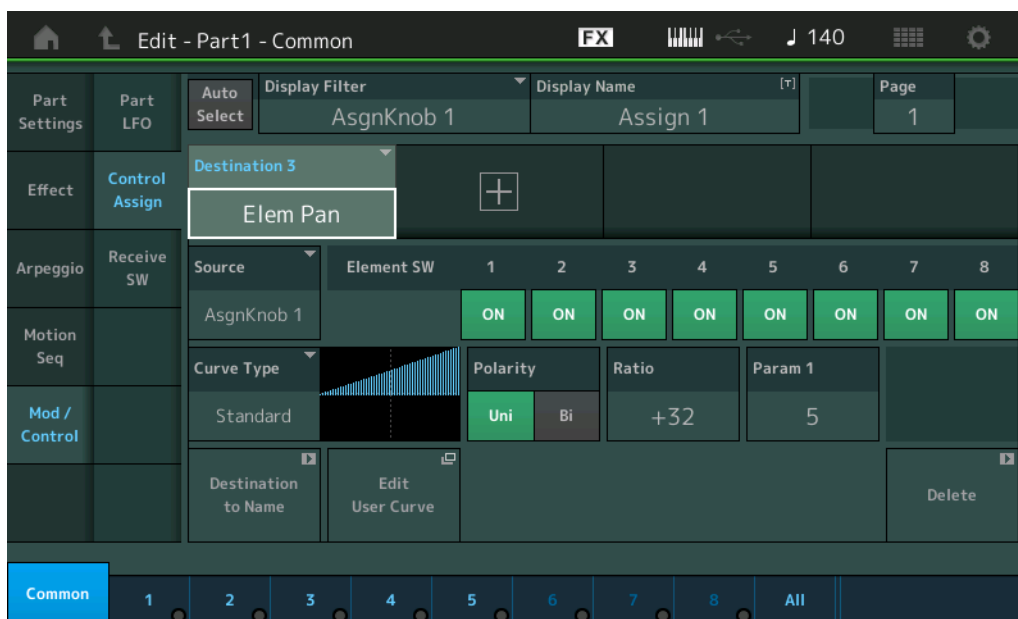 Edit - Part1 - Common
FX
♩ 140
Part
Settings
Part
LFO
Auto
Select
Display Filter
AsgnKnob 1
Display Name
[T]
Assign 1
Page
1
Effect
Control
Assign
Destination 3
Elem Pan
Arpeggio
Receive
SW
Source
AsgnKnob 1
Element SW
1 2 3 4 5 6 7 8
ON ON ON ON ON ON ON ON
Motion
Seq
Curve Type
Standard
Polarity
Uni Bi
Ratio
+32
Param 1
5
Mod /
Control
Destination
to Name
Edit
User Curve
Delete
Common 1 2 3 4 5 6 7 8 All